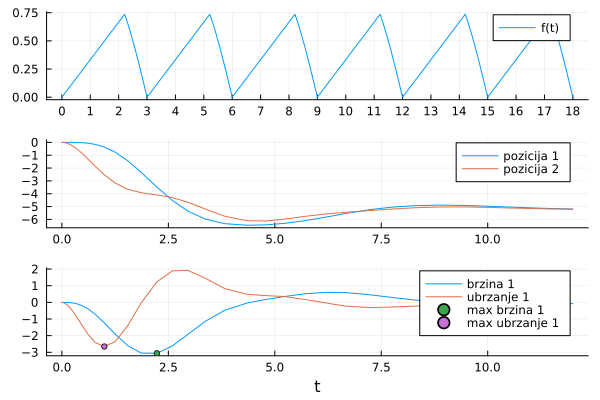 0.75
0.50
0.25
0.00
0 1 2 3 4 5 6 7 8 9 10 11 12 13 14 15 16 17 18
f(t)
0
−1
−2
−3
−4
−5
−6
0.0 2.5 5.0 7.5 10.0
pozicija 1
pozicija 2
2
1
0
−1
−2
−3
0.0 2.5 5.0 7.5 10.0
brzina 1
ubrzanje 1
max brzina 1
max ubrzanje 1
t